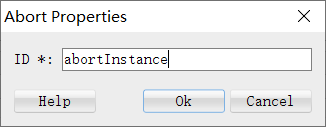 Abort Properties
ID *: abortInstance
Help Ok Cancel